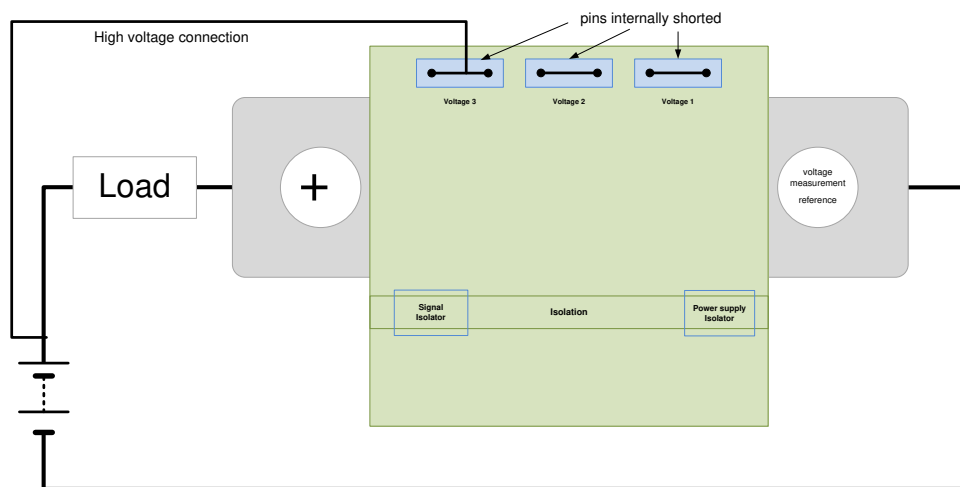 pins internally shorted
High voltage connection
Voltage 3
Voltage 2
Voltage 1
Load
+
voltage
measurement
reference
Signal
Isolator
Isolation
Power supply
Isolator